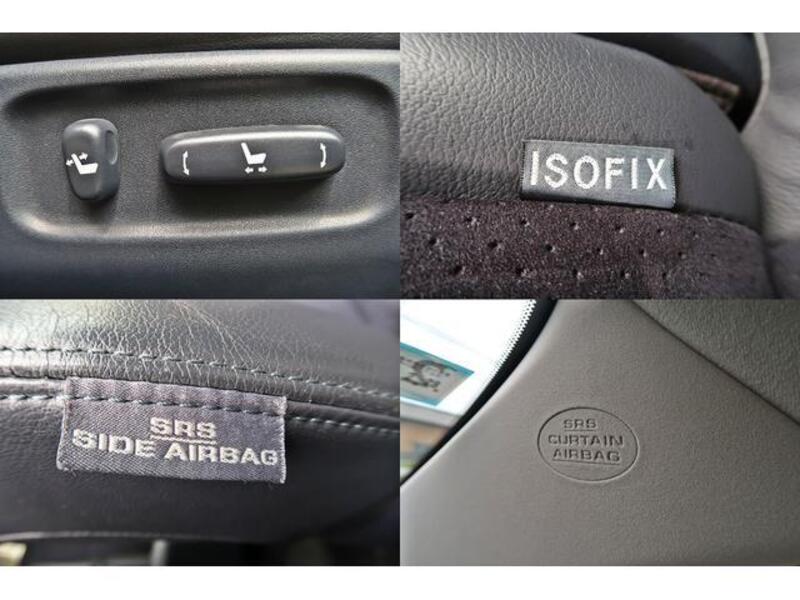 ISOFIX
SRS
SIDE AIRBAG
SRS
CURTAIN
AIRBAG